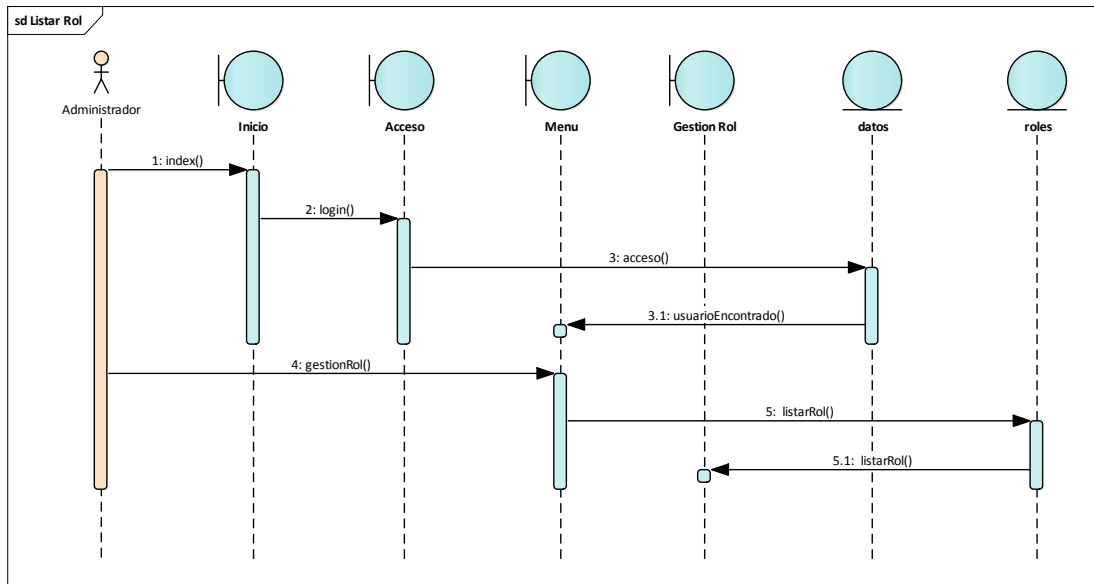 sd Listar Rol
Administrador
Inicio
Acceso
Menu
Gestion Rol
datos
roles
1: index()
2: login()
3: acceso()
3.1: usuarioEncontrado()
4: gestionRol()
5: listarRol()
5.1: listarRol()